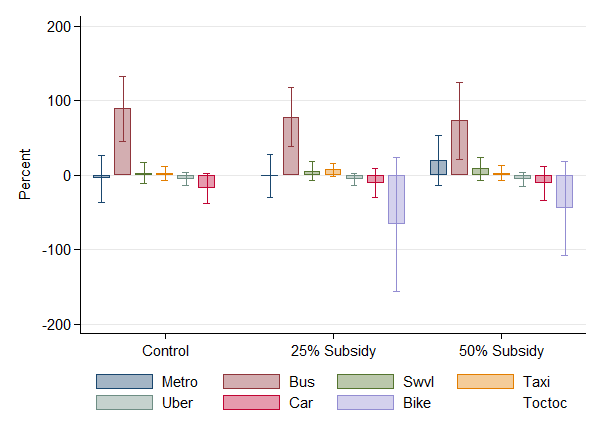 Percent
200
100
0
-100
-200
Control 25% Subsidy 50% Subsidy
Metro Bus Swvl Taxi
Uber Car Bike Toctoc